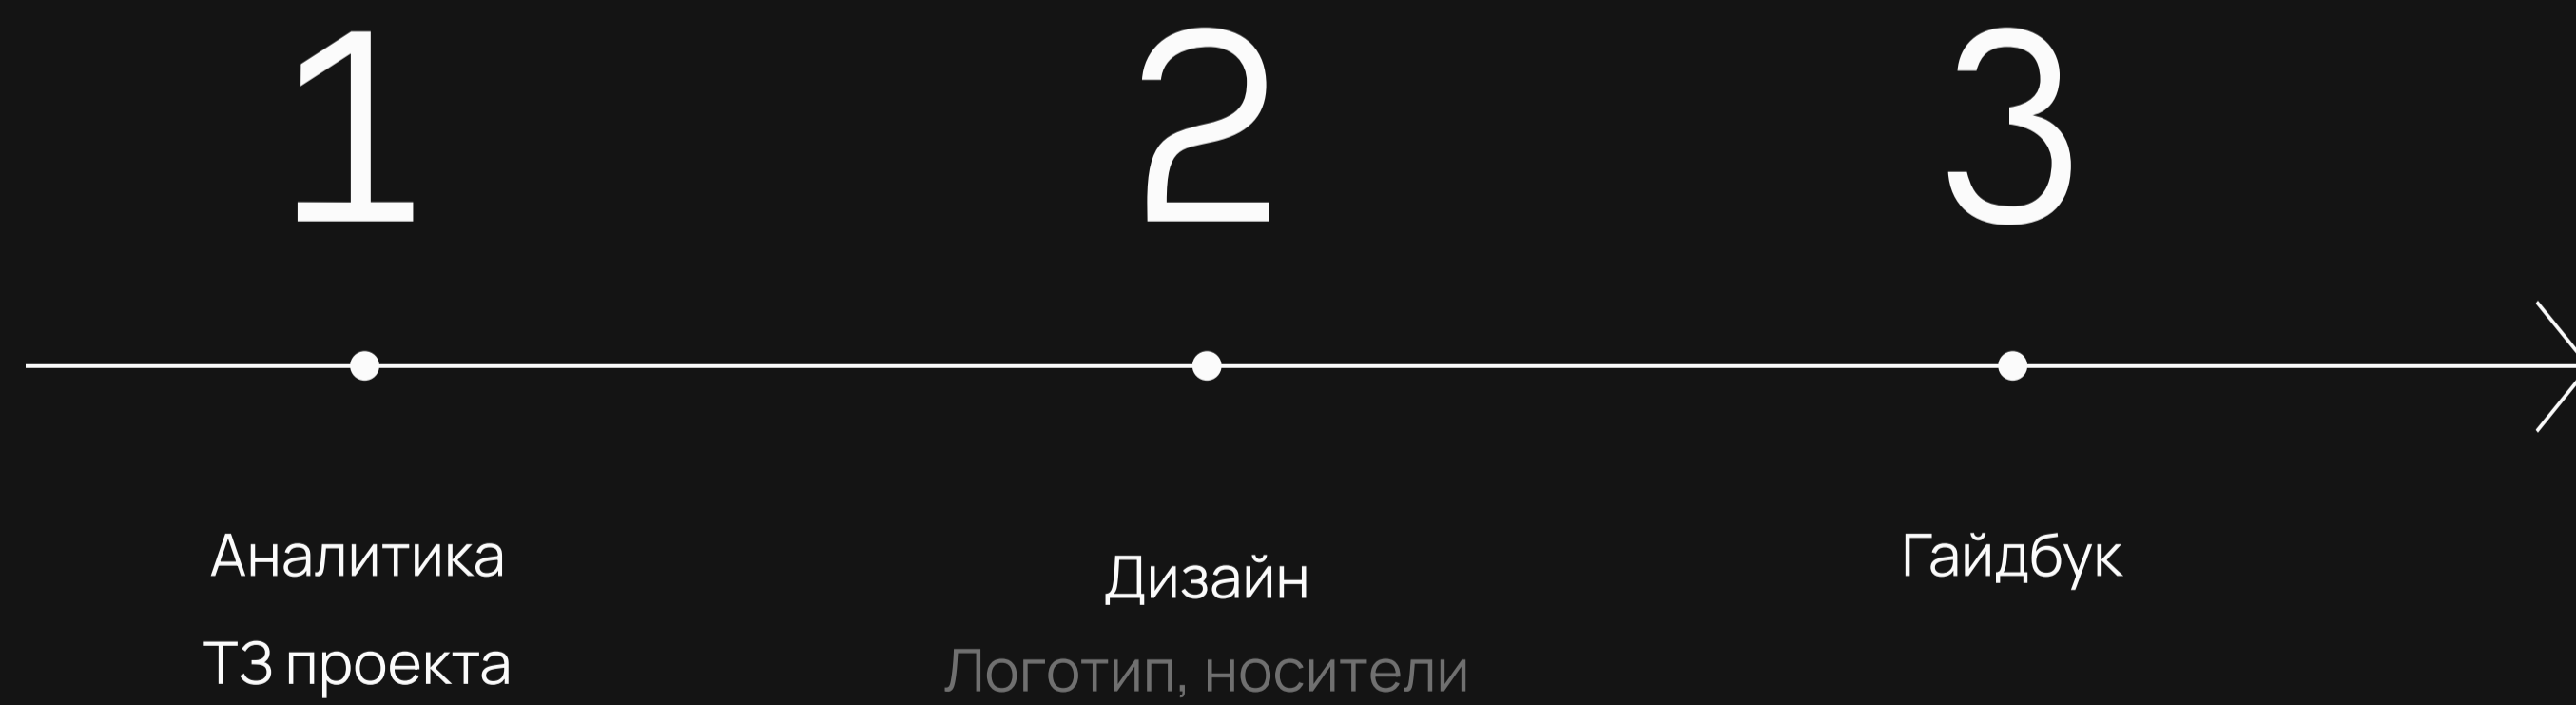 1
2
3
Аналитика
ТЗ проекта
Дизайн
Логотип, носители
Гайдбук